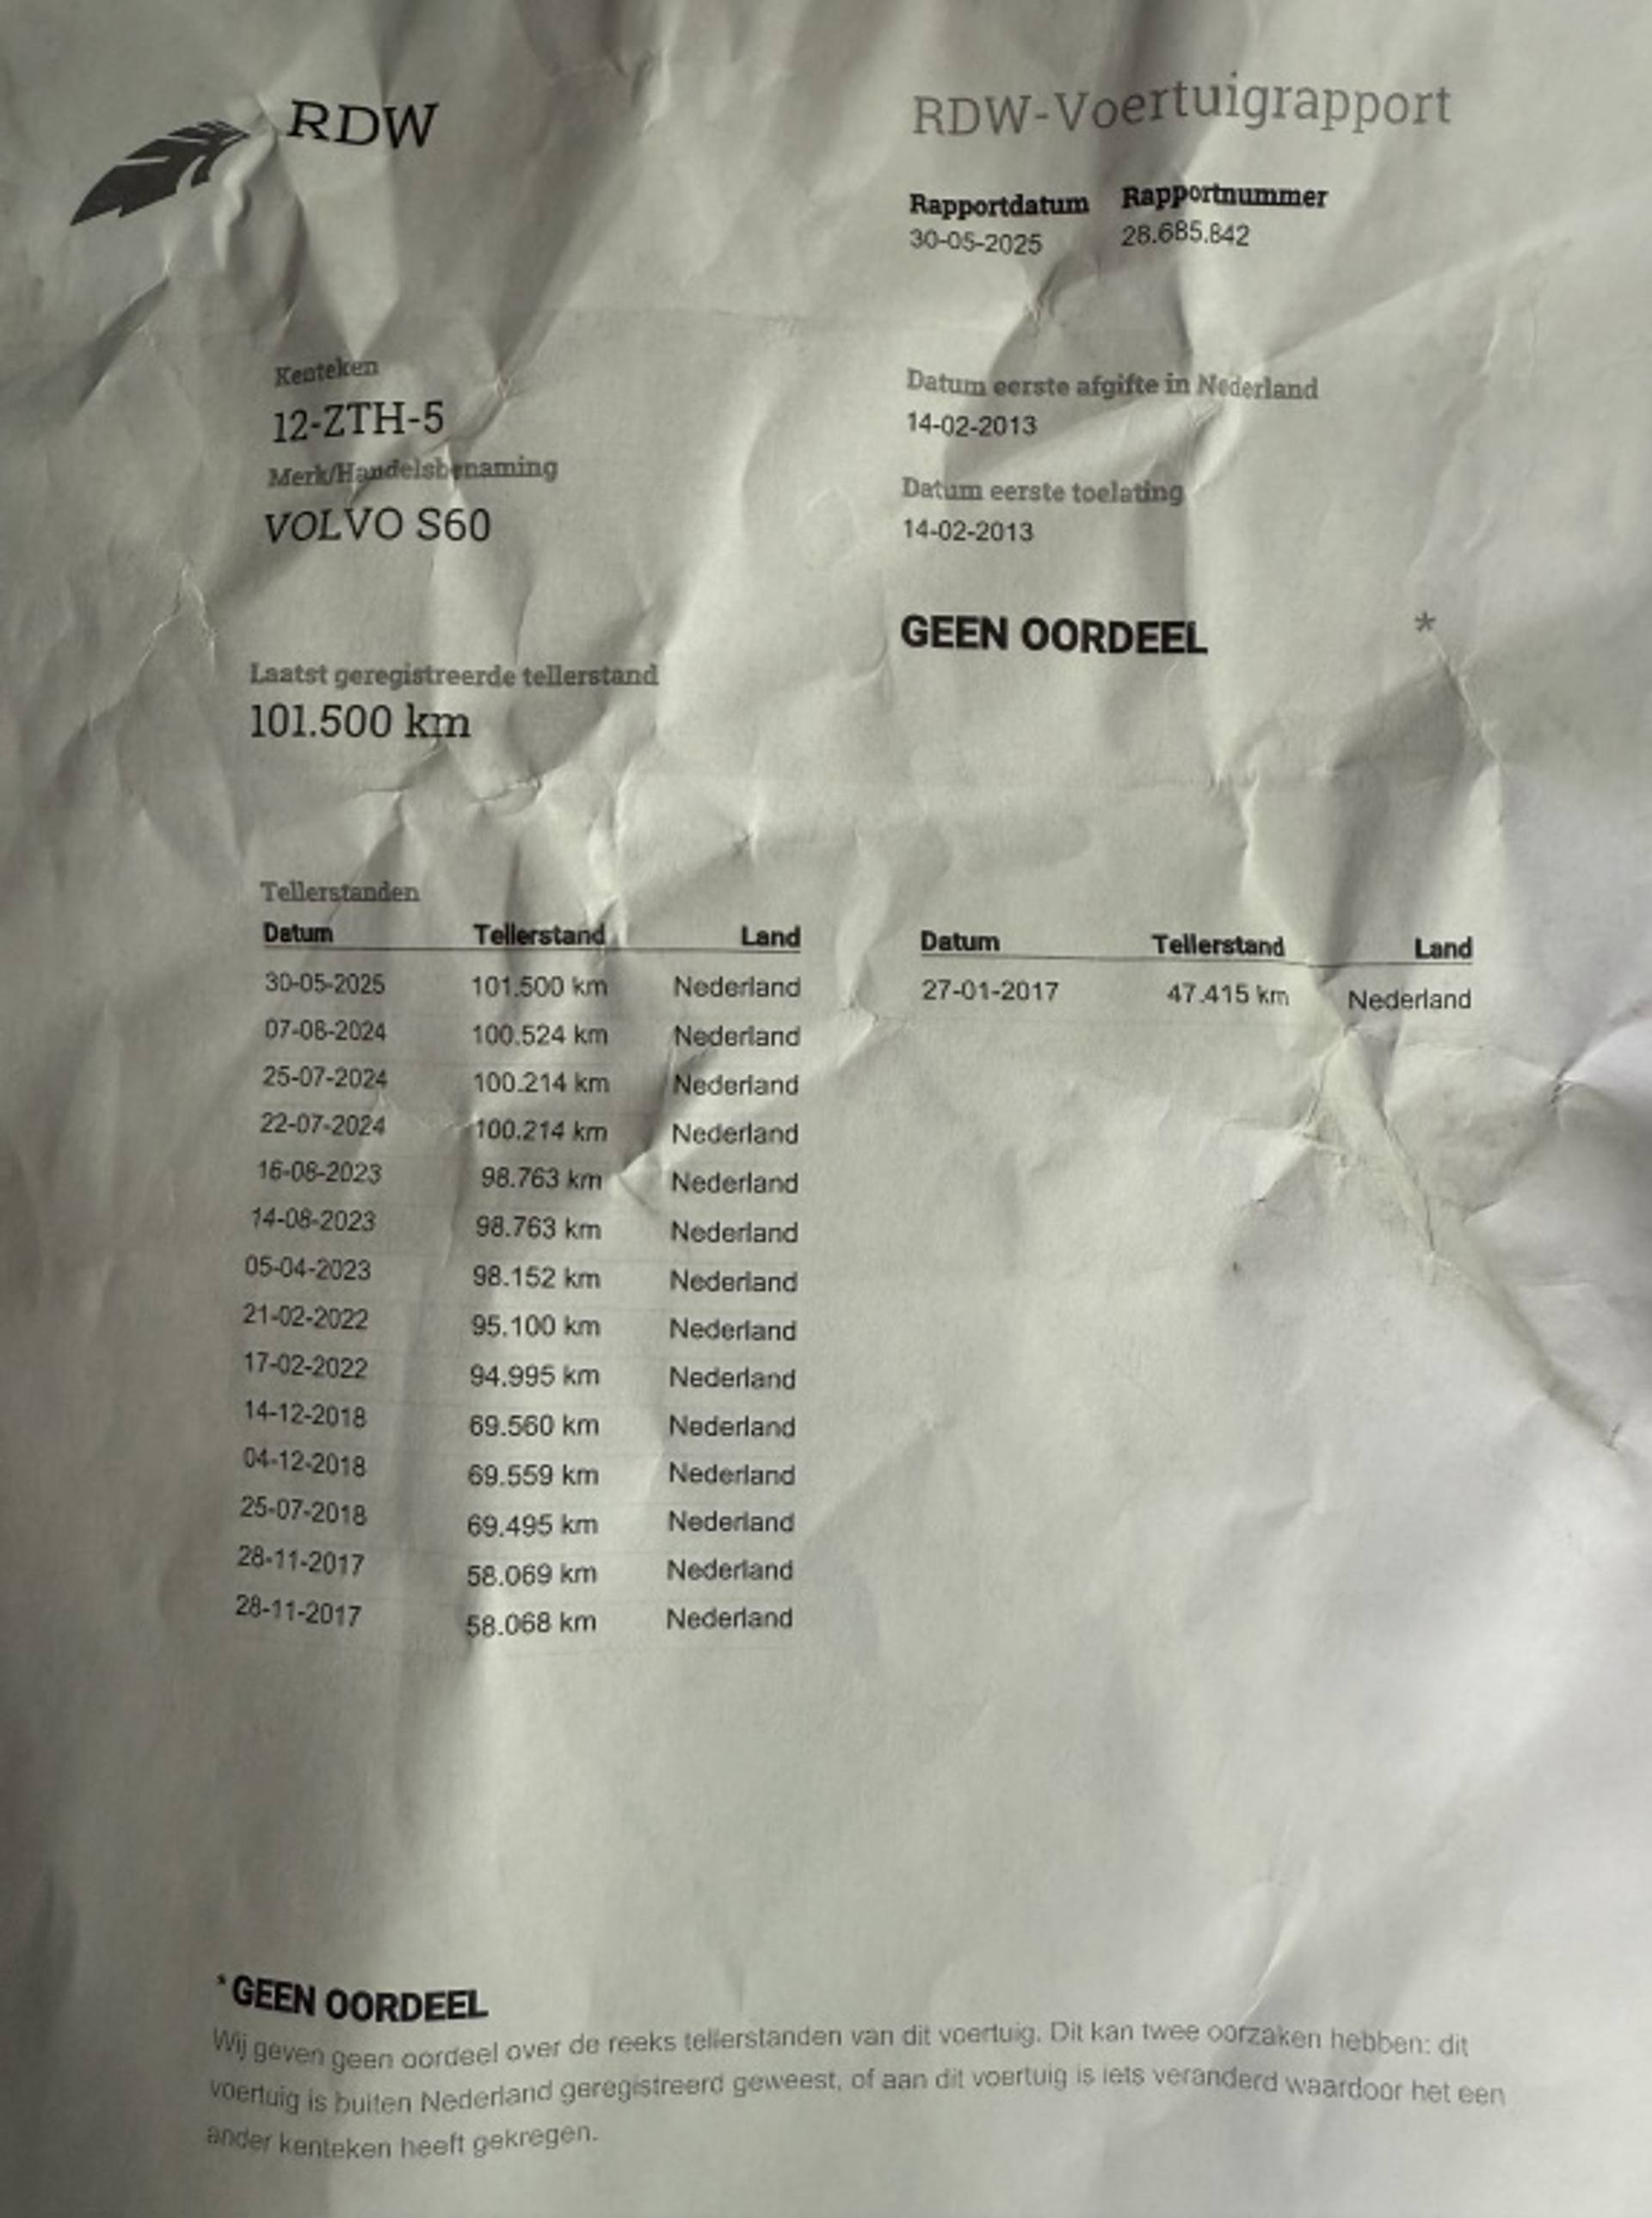 RDW
RDW-Voertuigrapport
Rapportdatum Rapportnummer
30-05-2025 28.685.842
Kenteken
12-ZTH-5
Merk/Handelsbenaming
VOLVO S60
Datum eerste afgifte in Nederland
14-02-2013
Datum eerste toelating
14-02-2013
GEEN OORDEEL *
Laatst geregistreerde tellerstand
101.500 km
Tellerstanden
Datum Tellerstand Land
30-05-2025 101.500 km Nederland
07-08-2024 100.524 km Nederland
25-07-2024 100.214 km Nederland
22-07-2024 100.214 km Nederland
16-08-2023 98.763 km Nederland
14-08-2023 98.763 km Nederland
05-04-2023 98.152 km Nederland
21-02-2022 95.100 km Nederland
17-02-2022 94.995 km Nederland
14-12-2018 69.560 km Nederland
04-12-2018 69.559 km Nederland
25-07-2018 69.495 km Nederland
28-11-2017 58.069 km Nederland
28-11-2017 58.068 km Nederland
Datum Tellerstand Land
27-01-2017 47.415 km Nederland
* GEEN OORDEEL
Wij geven geen oordeel over de reeks tellerstanden van dit voertuig. Dit kan twee oorzaken hebben: dit
voertuig is buiten Nederland geregistreerd geweest, of aan dit voertuig is iets veranderd waardoor het een
ander kenteken heeft gekregen.